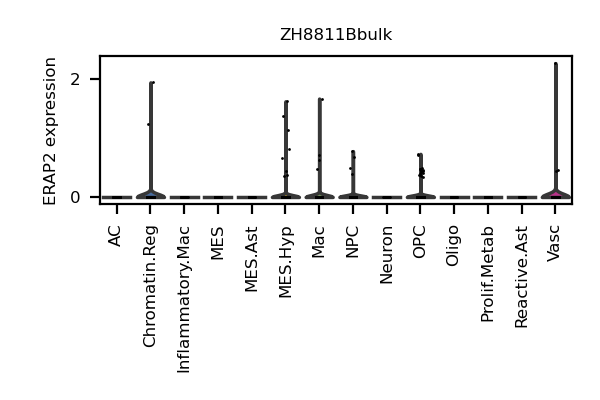 ZH8811Bbulk
ERAP2 expression
2
0
AC
Chromatin.Reg
Inflammatory.Mac
MES
MES.Ast
MES.Hyp
Mac
NPC
Neuron
OPC
Oligo
Prolif.Metab
Reactive.Ast
Vasc